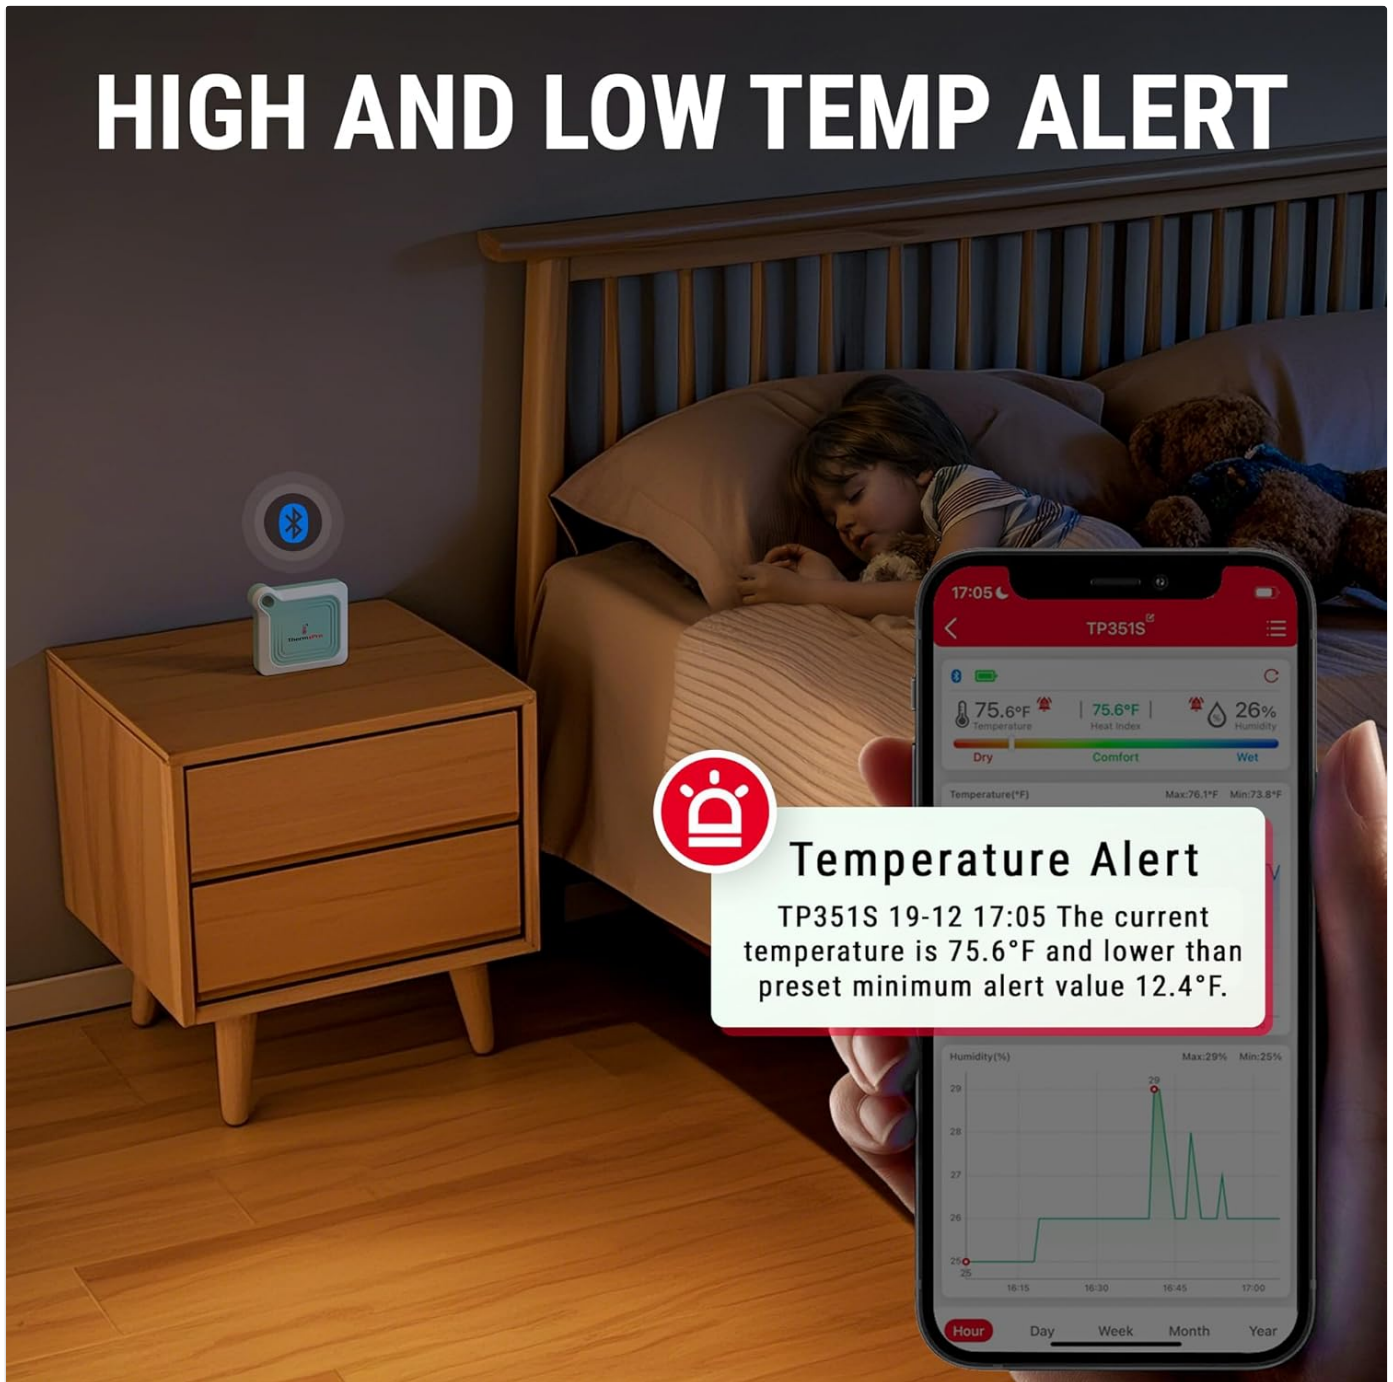 HIGH AND LOW TEMP ALERT
ThermoPro
17:05
TP351S
75.6°F
Temperature
75.6°F
Heat Index
26%
Humidity
Dry
Comfort
Wet
Temperature(°F) Max:76.1°F Min:73.8°F
Temperature Alert
TP351S 19-12 17:05 The current
temperature is 75.6°F and lower than
preset minimum alert value 12.4°F.
Humidity(%) Max:29% Min:25%
29
29
28
27
26
25
25
16:15 16:30 16:45 17:00
Hour Day Week Month Year